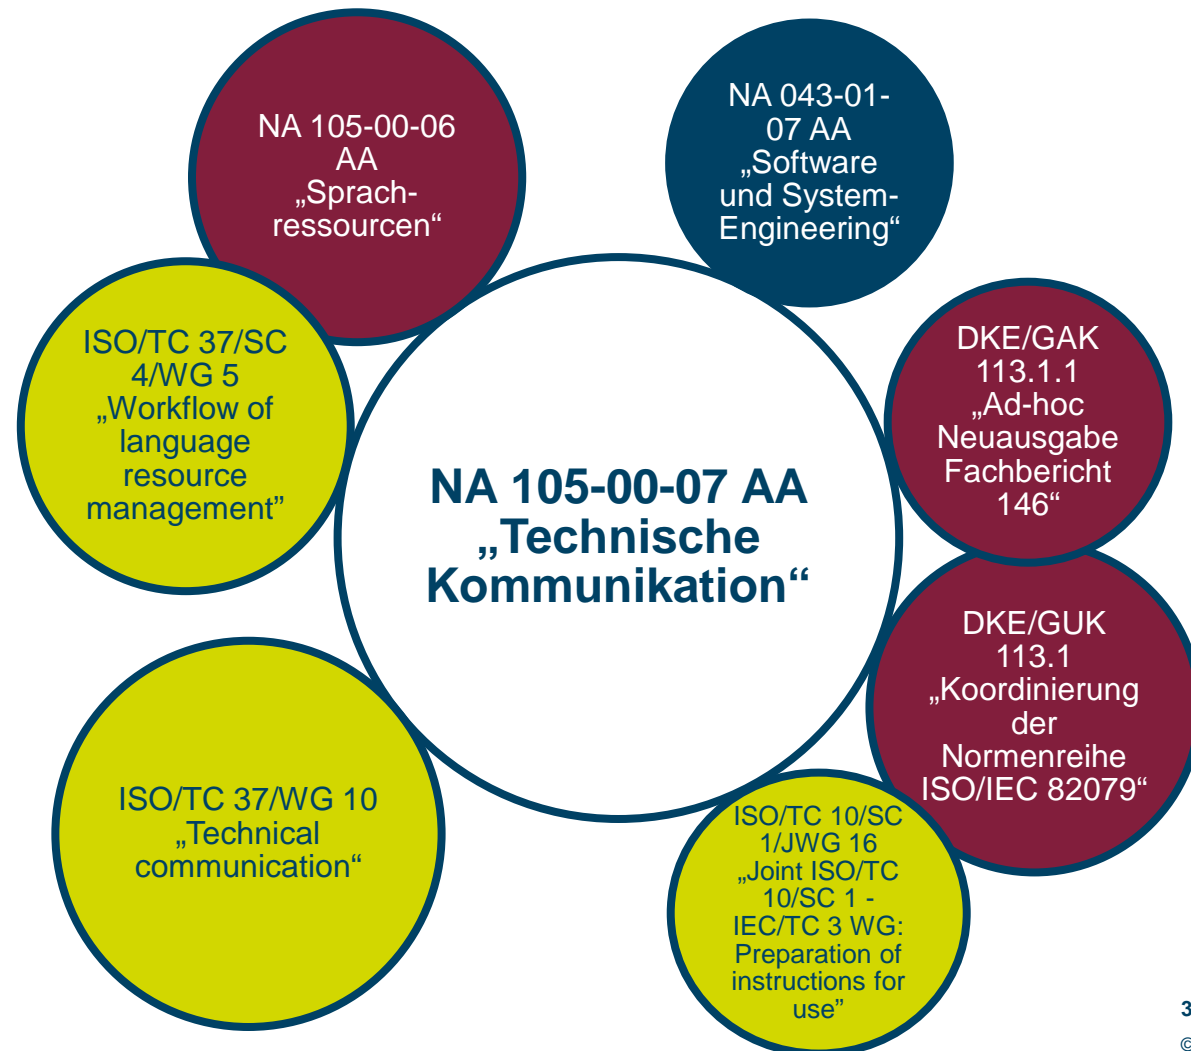 NA 105-00-06
AA
„Sprach-
ressourcen“
NA 043-01-
07 AA
„Software
und System-
Engineering“
ISO/TC 37/SC
4/WG 5
„Workflow of
language
resource
management”
DKE/GAK
113.1.1
„Ad-hoc
Neuausgabe
Fachbericht
146“
NA 105-00-07 AA
„Technische
Kommunikation“
DKE/GUK
113.1
„Koordinierung
der
Normenreihe
ISO/IEC 82079“
ISO/TC 37/WG 10
„Technical
communication“
ISO/TC 10/SC
1/JWG 16
„Joint ISO/TC
10/SC 1 -
IEC/TC 3 WG:
Preparation of
instructions for
use”
3
©